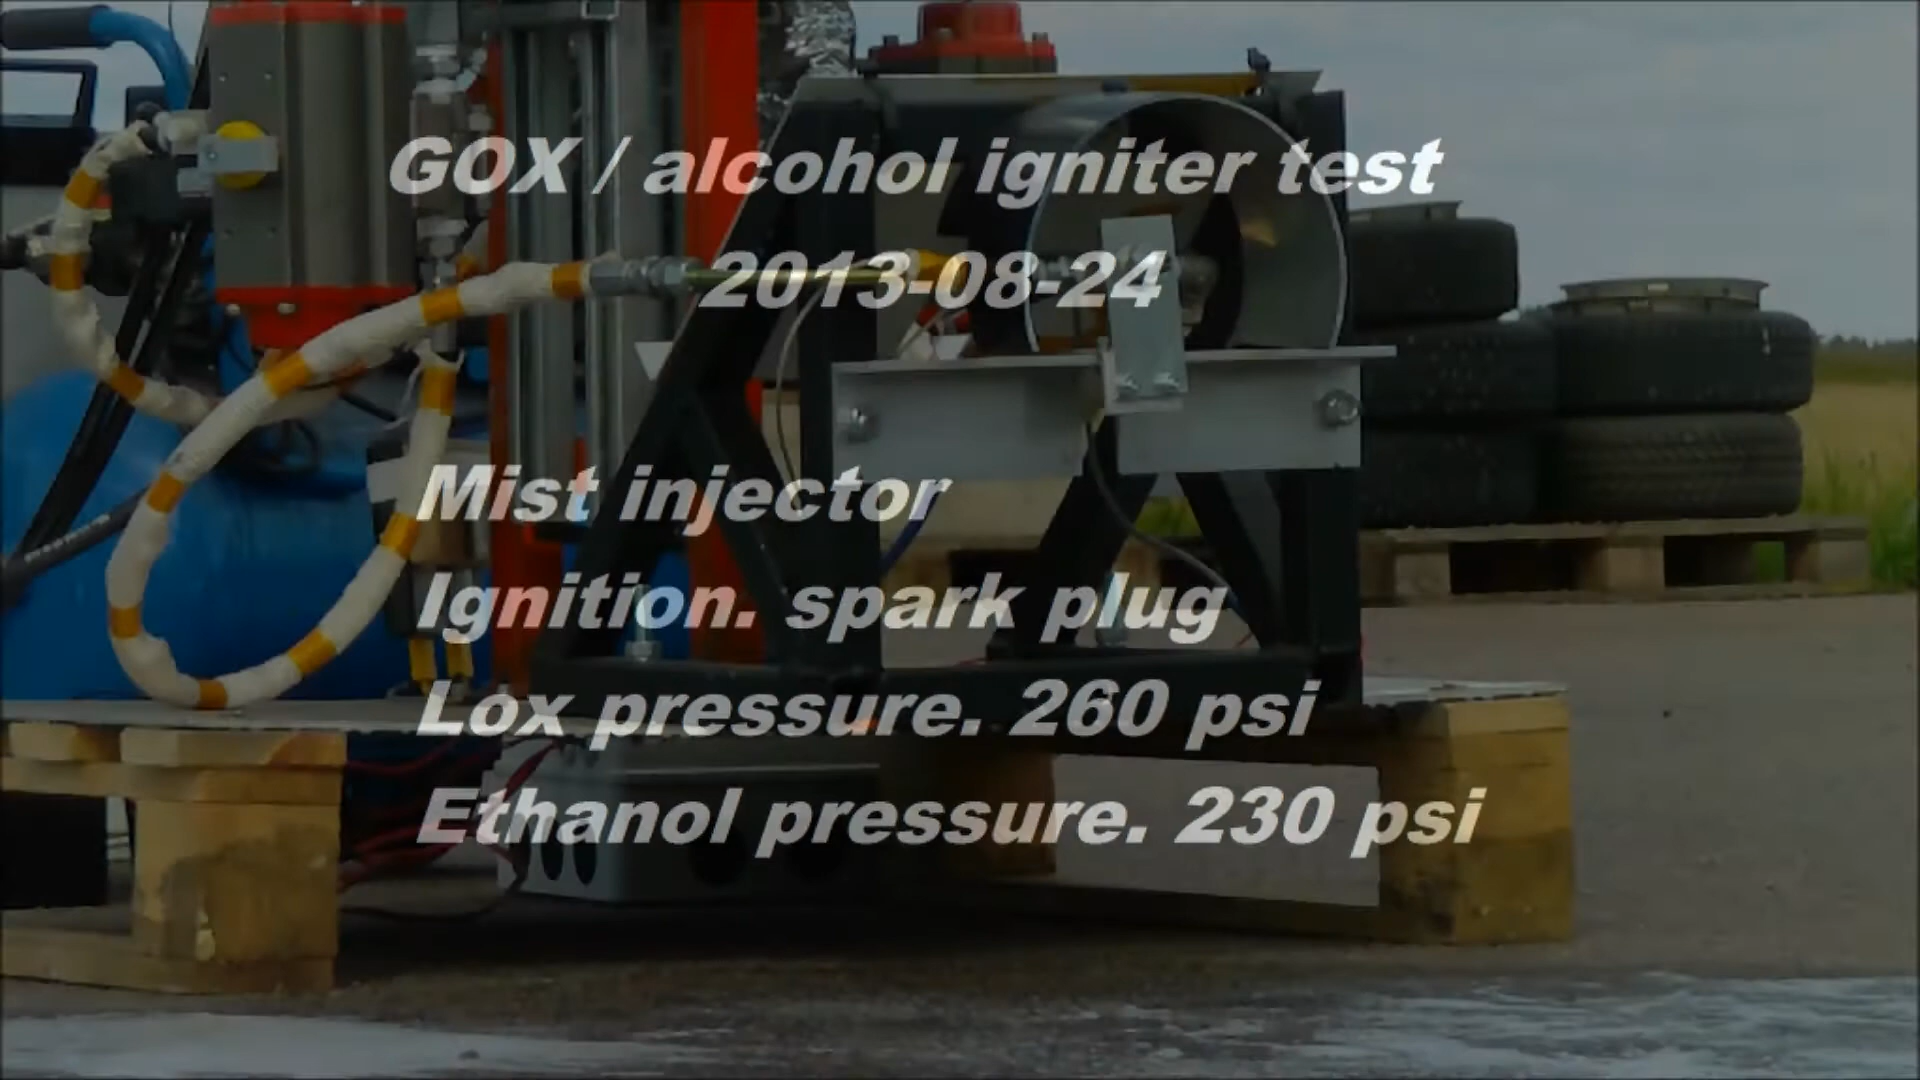 GOX / alcohol igniter test
2013-08-24
Mist injector
Ignition. spark plug
Lox pressure. 260 psi
Ethanol pressure. 230 psi